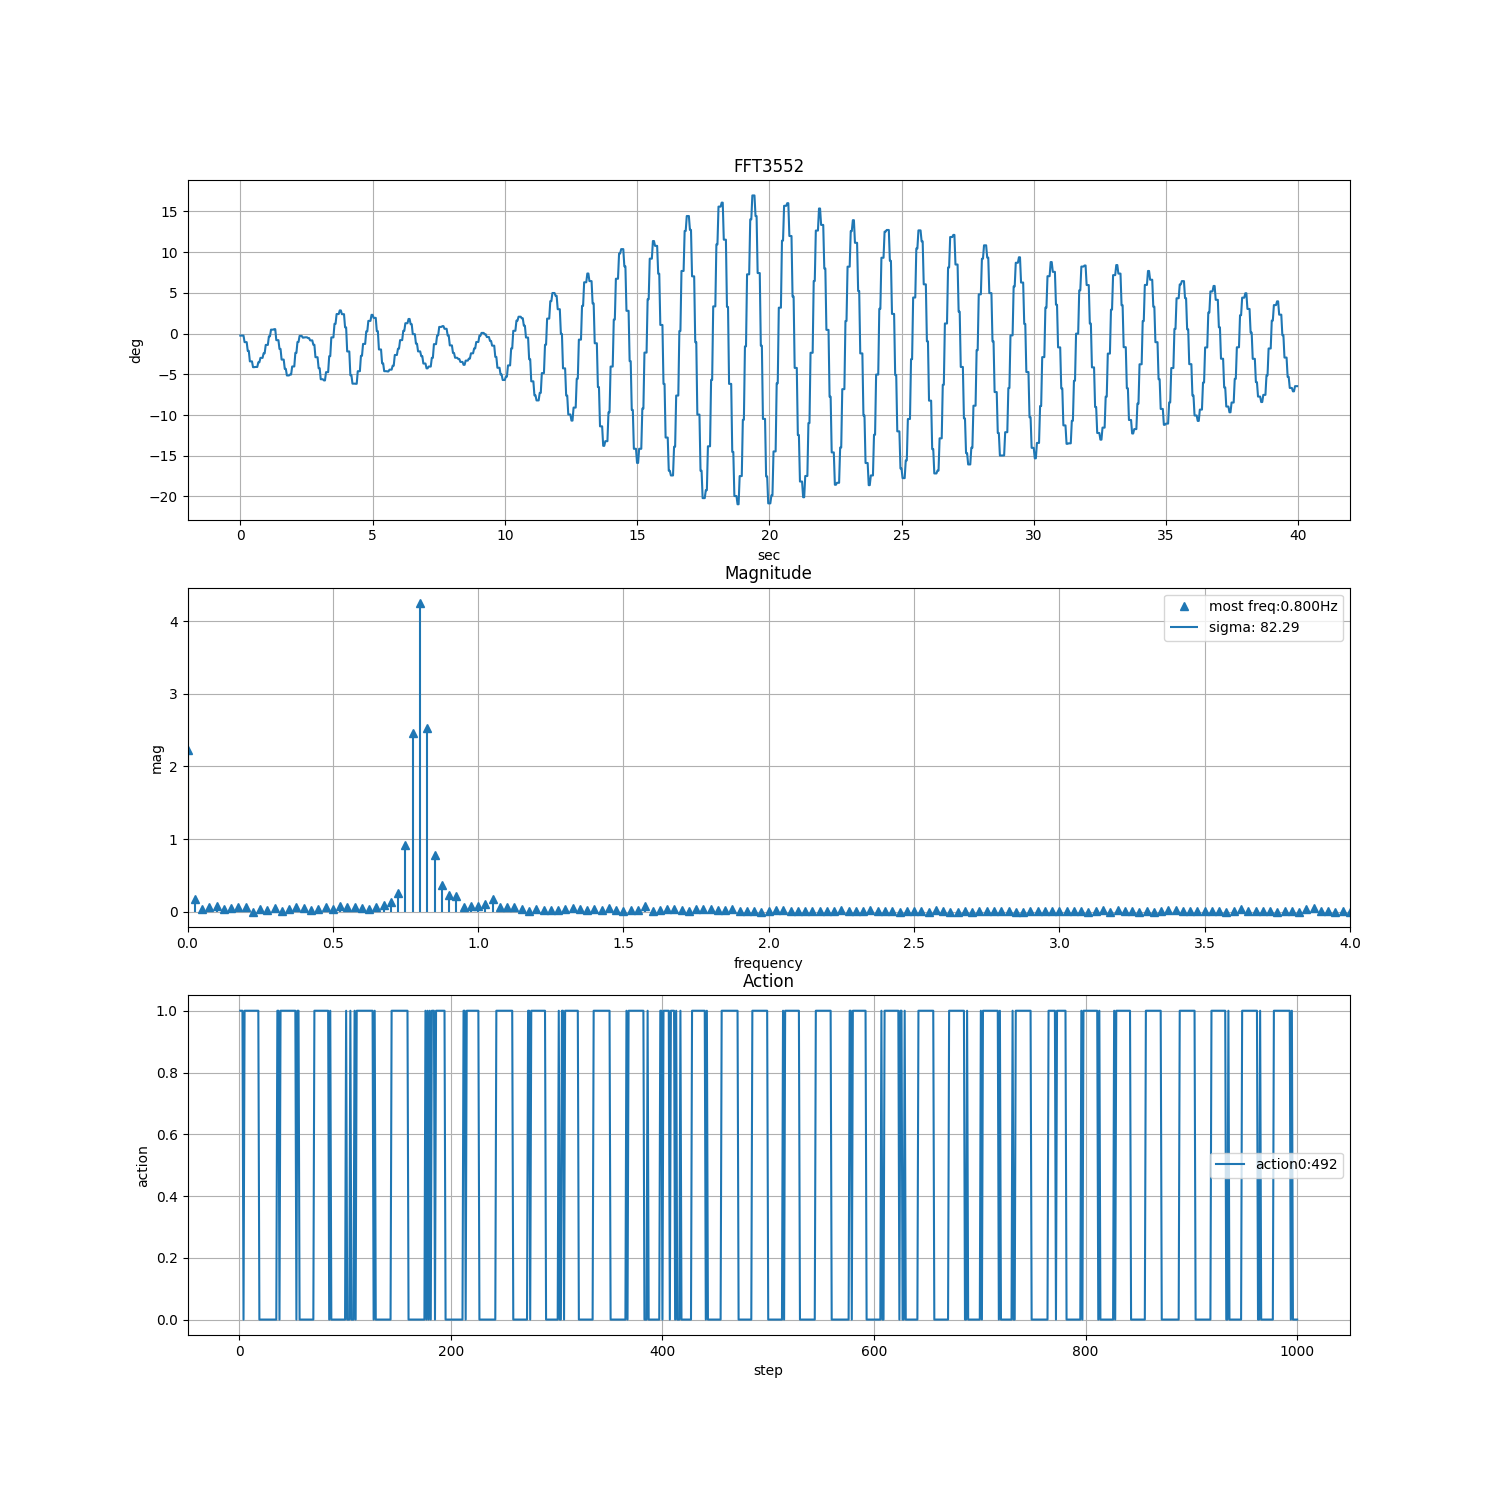 FFT3552
15
10
5
0
−5
−10
−15
−20
deg
0 5 10 15 20 25 30 35 40
sec
Magnitude
most freq:0.800Hz
sigma: 82.29
4
3
2
1
0
mag
0.0 0.5 1.0 1.5 2.0 2.5 3.0 3.5 4.0
frequency
Action
1.0
0.8
0.6
0.4
0.2
0.0
action
action0:492
0 200 400 600 800 1000
step